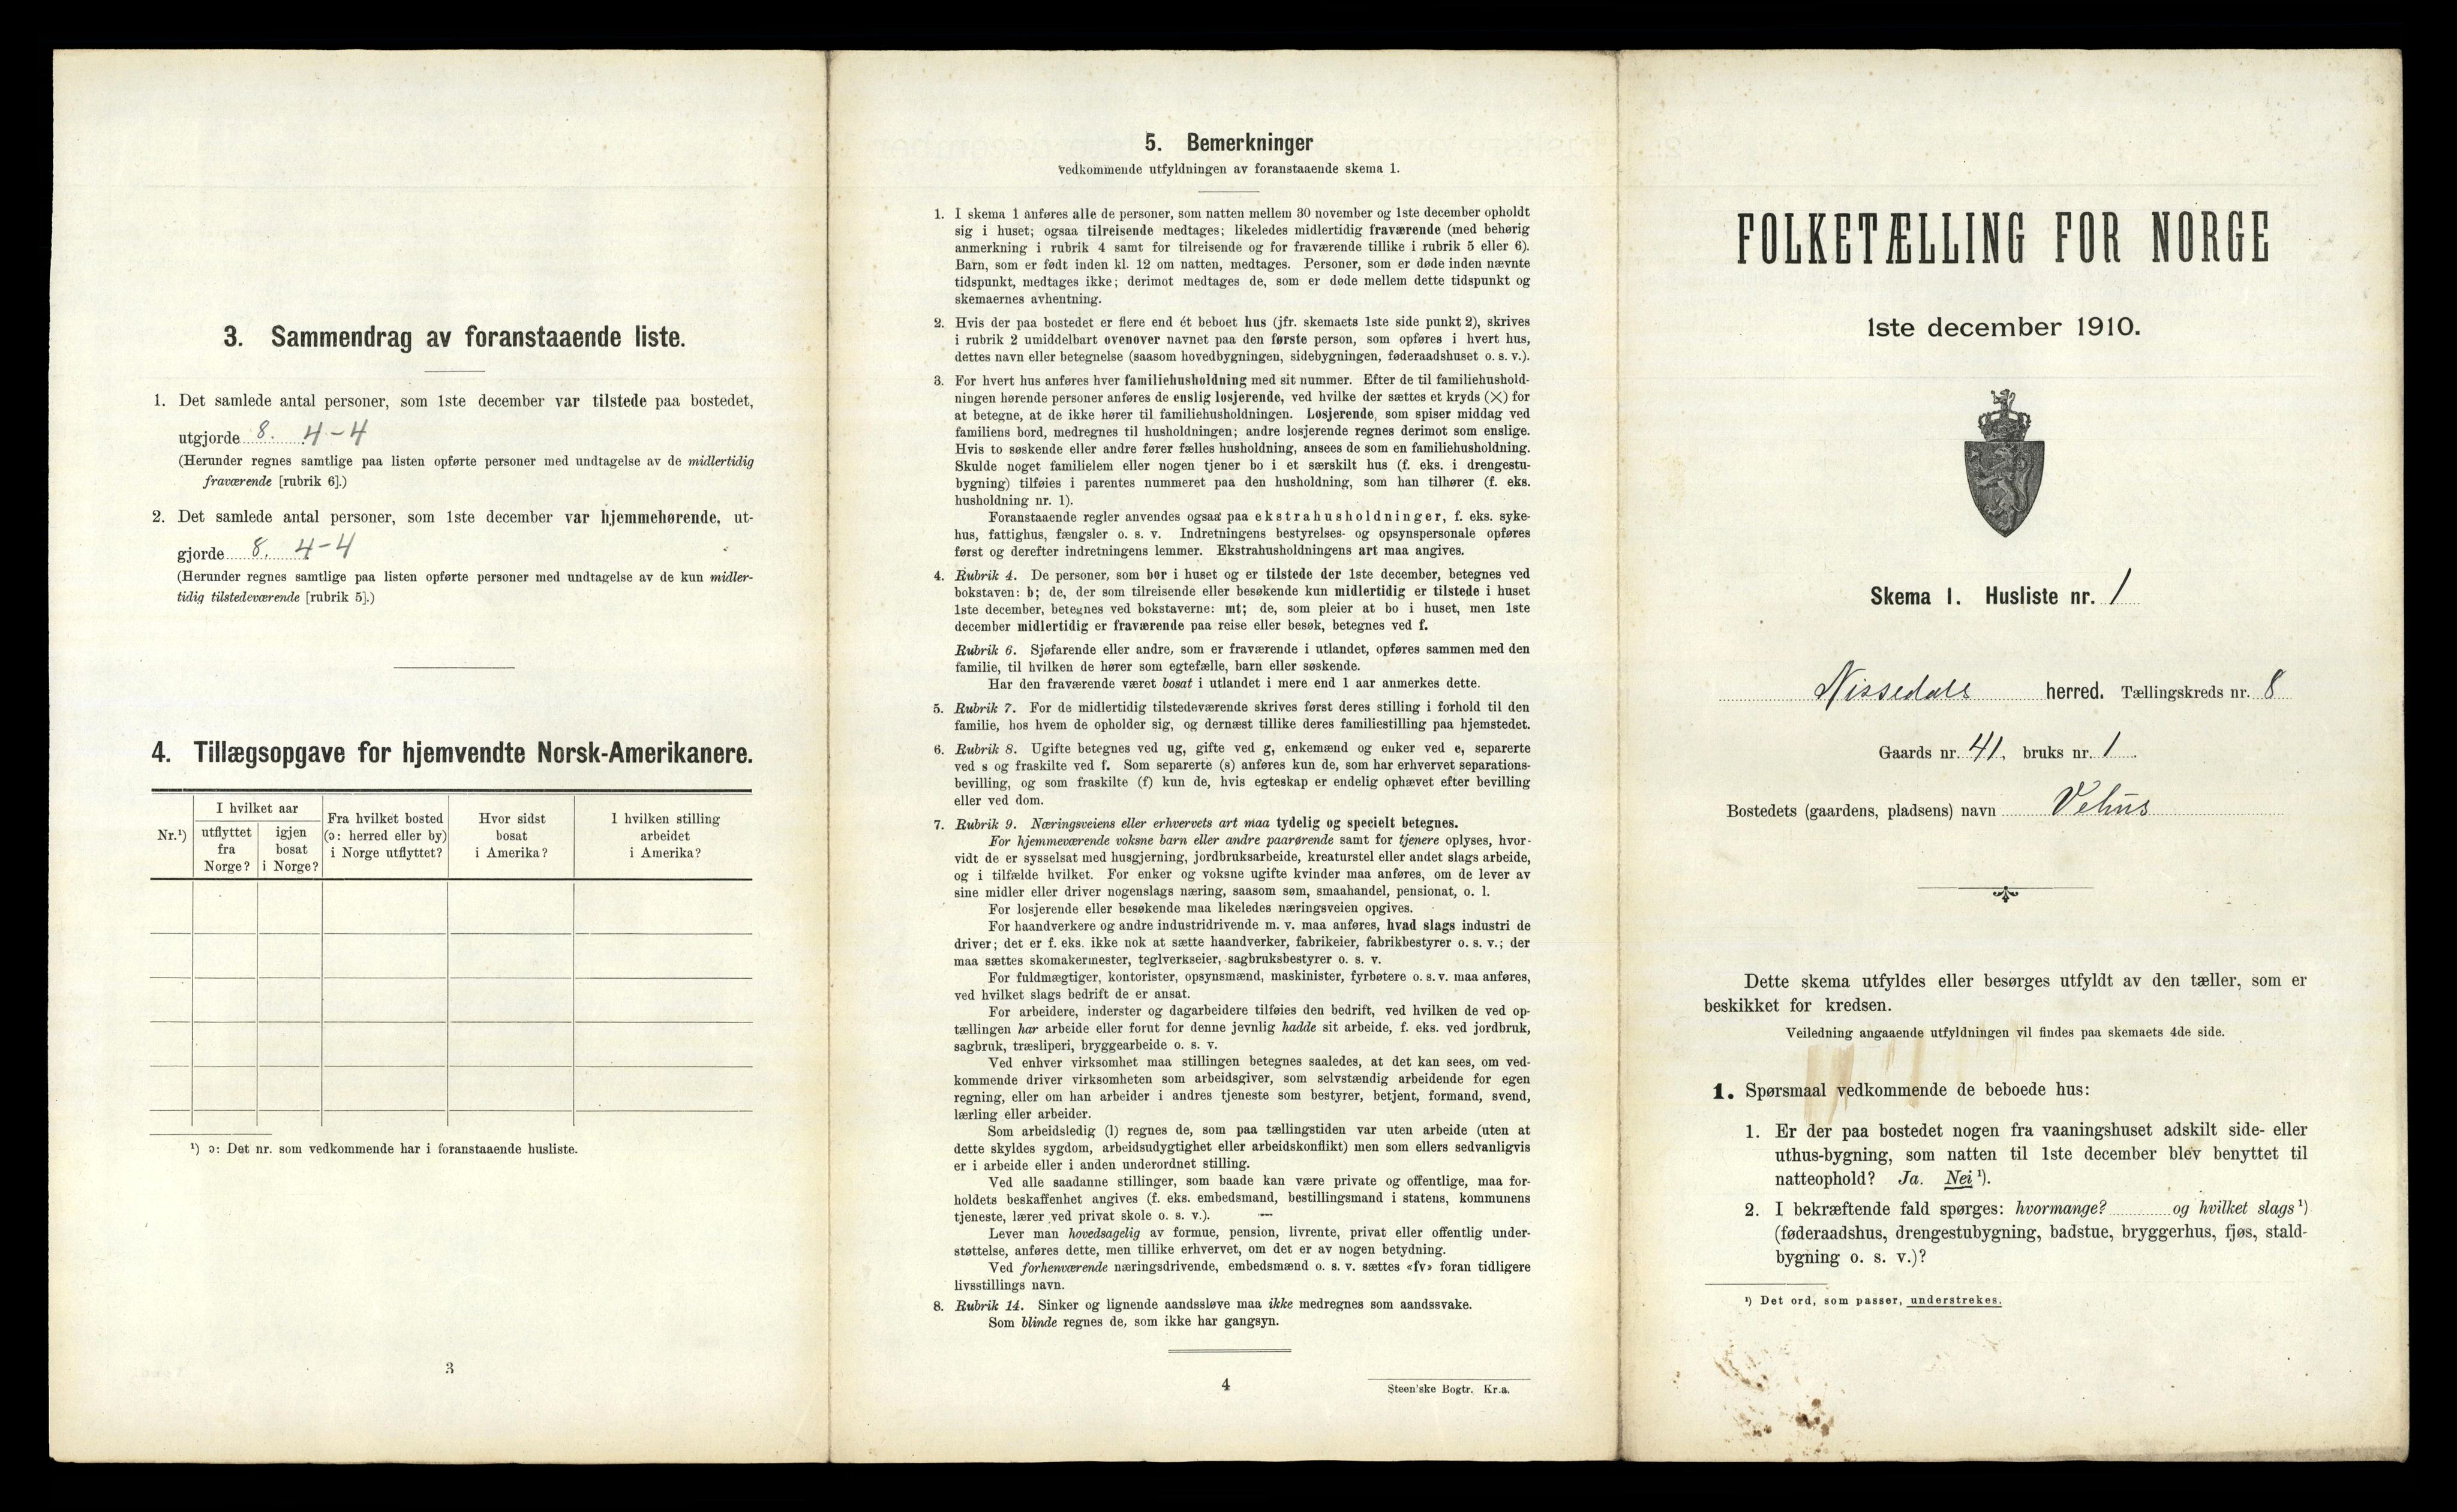 3. Sammendrag av foranstaaende liste.
1. Det samlede antal personer, som 1ste december var tilstede paa bostedet,
utgjorde 8. 4-4
(Herunder regnes samtlige paa listen opførte personer med undtagelse av de midlertidig
fraværende [rubrik 6].)
2. Det samlede antal personer, som 1ste december var hjemmehørende, ut-
gjorde 8. 4-4
(Herunder regnes samtlige paa listen opførte personer med undtagelse av de kun midler-
tidig tilstedeværende [rubrik 5].)
4. Tillægsopgave for hjemvendte Norsk-Amerikanere.
Nr.¹)
I hvilket aar
utflyttet
fra
Norge?
igjen
bosat
i Norge?
Fra hvilket bosted
(ɔ: herred eller by)
i Norge utflyttet?
Hvor sidst
bosat
i Amerika?
I hvilken stilling
arbeidet
i Amerika?
¹) ɔ: Det nr. som vedkommende har i foranstaaende husliste.
3
5. Bemerkninger
vedkommende utfyldningen av foranstaaende skema 1.
1. I skema 1 anføres alle de personer, som natten mellem 30 november og 1ste december opholdt
sig i huset; ogsaa tilreisende medtages; likeledes midlertidig fraværende (med behørig
anmerkning i rubrik 4 samt for tilreisende og for fraværende tillike i rubrik 5 eller 6).
Barn, som er født inden kl. 12 om natten, medtages. Personer, som er døde inden nævnte
tidspunkt, medtages ikke; derimot medtages de, som er døde mellem dette tidspunkt og
skemaernes avhentning.
2. Hvis der paa bostedet er flere end ét beboet hus (jfr. skemaets 1ste side punkt 2), skrives
i rubrik 2 umiddelbart ovenover navnet paa den første person, som opføres i hvert hus,
dettes navn eller betegnelse (saasom hovedbygningen, sidebygningen, føderaadshuset o. s. v.).
3. For hvert hus anføres hver familiehusholdning med sit nummer. Efter de til familiehushold-
ningen hørende personer anføres de enslig losjerende, ved hvilke der sættes et kryds (×) for
at betegne, at de ikke hører til familiehusholdningen. Losjerende, som spiser middag ved
familiens bord, medregnes til husholdningen; andre losjerende regnes derimot som enslige.
Hvis to søskende eller andre fører fælles husholdning, ansees de som en familiehusholdning.
Skulde noget familielem eller nogen tjener bo i et særskilt hus (f. eks. i drengestu-
bygning) tilføies i parentes nummeret paa den husholdning, som han tilhører (f. eks.
husholdning nr. 1).
Foranstaaende regler anvendes ogsaa paa ekstrahusholdninger, f. eks. syke-
hus, fattighus, fængsler o. s. v. Indretningens bestyrelses- og opsynspersonale opføres
først og derefter indretningens lemmer. Ekstrahusholdningens art maa angives.
4. Rubrik 4. De personer, som bor i huset og er tilstede der 1ste december, betegnes ved
bokstaven: b; de, der som tilreisende eller besøkende kun midlertidig er tilstede i huset
1ste december, betegnes ved bokstaverne: mt; de, som pleier at bo i huset, men 1ste
december midlertidig er fraværende paa reise eller besøk, betegnes ved f.
Rubrik 6. Sjøfarende eller andre, som er fraværende i utlandet, opføres sammen med den
familie, til hvilken de hører som egtefælle, barn eller søskende.
Har den fraværende været bosat i utlandet i mere end 1 aar anmerkes dette.
5. Rubrik 7. For de midlertidig tilstedeværende skrives først deres stilling i forhold til den
familie, hos hvem de opholder sig, og dernæst tillike deres familiestilling paa hjemstedet.
6. Rubrik 8. Ugifte betegnes ved ug, gifte ved g, enkemænd og enker ved e, separerte
ved s og fraskilte ved f. Som separerte (s) anføres kun de, som har erhvervet separations-
bevilling, og som fraskilte (f) kun de, hvis egteskap er endelig ophævet efter bevilling
eller ved dom.
7. Rubrik 9. Næringsveiens eller erhvervets art maa tydelig og specielt betegnes.
For hjemmeværende voksne barn eller andre paarørende samt for tjenere oplyses, hvor-
vidt de er sysselsat med husgjerning, jordbruksarbeide, kreaturstel eller andet slags arbeide,
og i tilfælde hvilket. For enker og voksne ugifte kvinder maa anføres, om de lever av
sine midler eller driver nogenslags næring, saasom søm, smaahandel, pensionat, o. l.
For losjerende eller besøkende maa likeledes næringsveien opgives.
For haandverkere og andre industridrivende m. v. maa anføres, hvad slags industri de
driver; det er f. eks. ikke nok at sætte haandverker, fabrikeier, fabrikbestyrer o. s. v.; der
maa sættes skomakermester, teglverkseier, sagbruksbestyrer o. s. v.
For fuldmægtiger, kontorister, opsynsmænd, maskinister, fyrbøtere o. s. v. maa anføres,
ved hvilket slags bedrift de er ansat.
For arbeidere, inderster og dagarbeidere tilføies den bedrift, ved hvilken de ved op-
tællingen har arbeide eller forut for denne jevnlig hadde sit arbeide, f. eks. ved jordbruk,
sagbruk, træsliperi, bryggearbeide o. s. v.
Ved enhver virksomhet maa stillingen betegnes saaledes, at det kan sees, om ved-
kommende driver virksomheten som arbeidsgiver, som selvstændig arbeidende for egen
regning, eller om han arbeider i andres tjeneste som bestyrer, betjent, formand, svend,
lærling eller arbeider.
Som arbeidsledig (l) regnes de, som paa tællingstiden var uten arbeide (uten at
dette skyldes sygdom, arbeidsudygtighet eller arbeidskonflikt) men som ellers sedvanligvis
er i arbeide eller i anden underordnet stilling.
Ved alle saadanne stillinger, som baade kan være private og offentlige, maa for-
holdets beskaffenhet angives (f. eks. embedsmand, bestillingsmand i statens, kommunens
tjeneste, lærer ved privat skole o. s. v.).
Lever man hovedsagelig av formue, pension, livrente, privat eller offentlig under-
støttelse, anføres dette, men tillike erhvervet, om det er av nogen betydning.
Ved forhenværende næringsdrivende, embedsmænd o. s. v. sættes «fv» foran tidligere
livsstillings navn.
8. Rubrik 14. Sinker og lignende aandssløve maa ikke medregnes som aandssvake.
Som blinde regnes de, som ikke har gangsyn.
4
Steen'ske Bogtr. Kr.a.
FOLKETÆLLING FOR NORGE
1ste december 1910.
Skema 1. Husliste nr. 1
Nissedals herred. Tællingskreds nr. 8
Gaards nr. 41, bruks nr. 1.
Bostedets (gaardens, pladsens) navn Vehus
Dette skema utfyldes eller besørges utfyldt av den tæller, som er
beskikket for kredsen.
Veiledning angaaende utfyldningen vil findes paa skemaets 4de side.
1. Spørsmaal vedkommende de beboede hus:
1. Er der paa bostedet nogen fra vaaningshuset adskilt side- eller
uthus-bygning, som natten til 1ste december blev benyttet til
natteophold? Ja. Nei ¹).
2. I bekræftende fald spørges: hvormange? og hvilket slags ¹)
(føderaadshus, drengestubygning, badstue, bryggerhus, fjøs, stald-
bygning o. s. v.)?
¹) Det ord, som passer, understrekes.